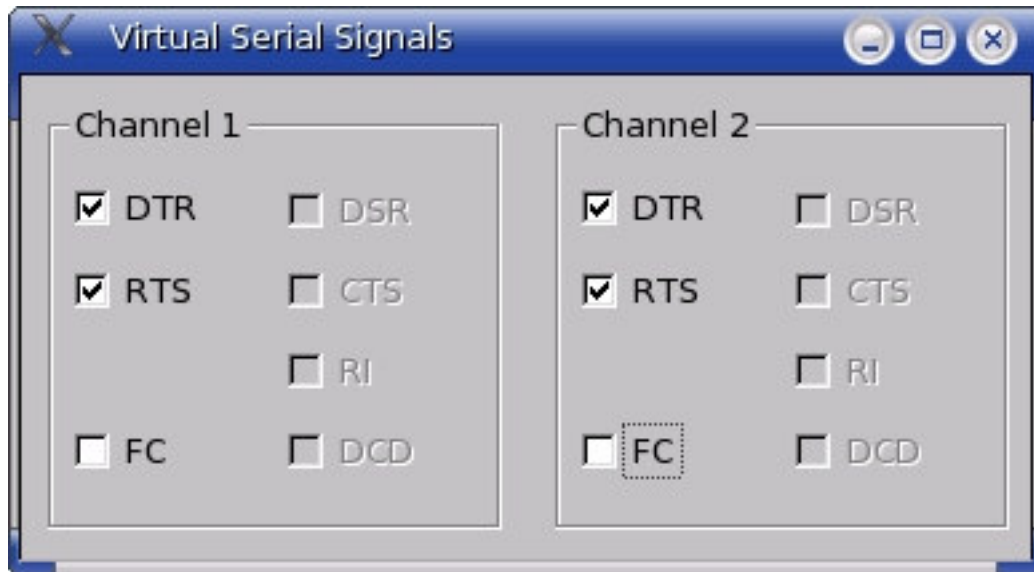 Virtual Serial Signals
Channel 1
DTR DSR
RTS CTS
RI
FC DCD
Channel 2
DTR DSR
RTS CTS
RI
FC DCD